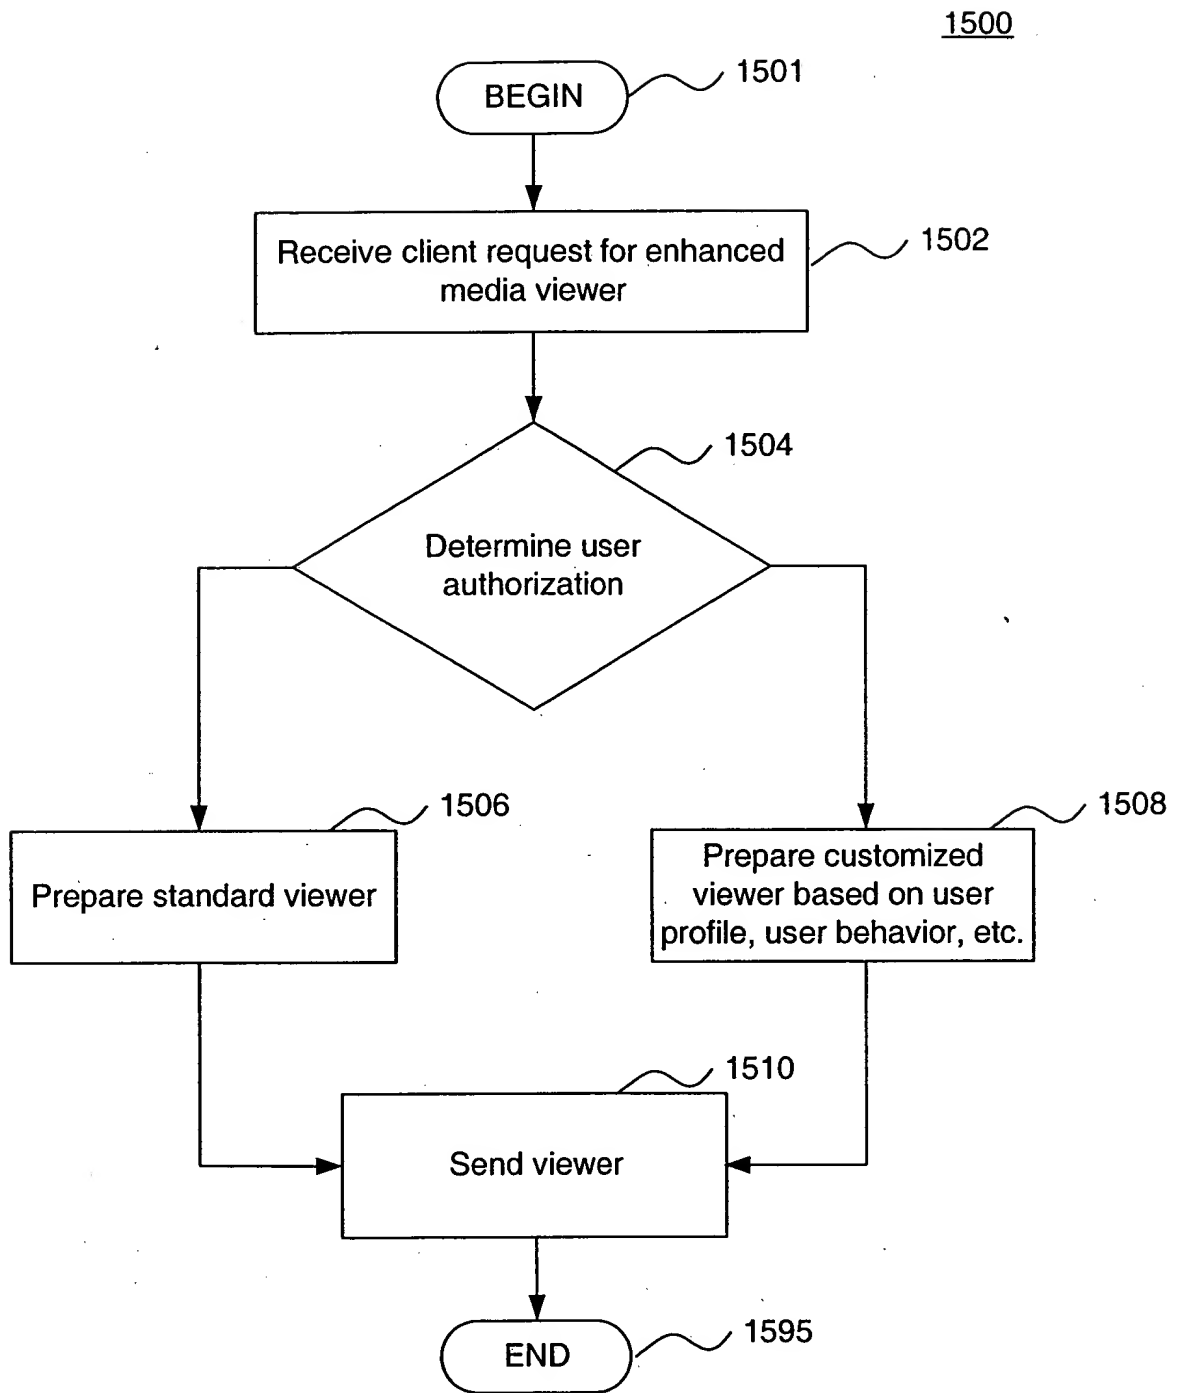 1500
BEGIN
1501
Receive client request for enhanced
media viewer
1502
1504
Determine user
authorization
1506
Prepare standard viewer
1508
Prepare customized
viewer based on user
profile, user behavior, etc.
1510
Send viewer
END
1595